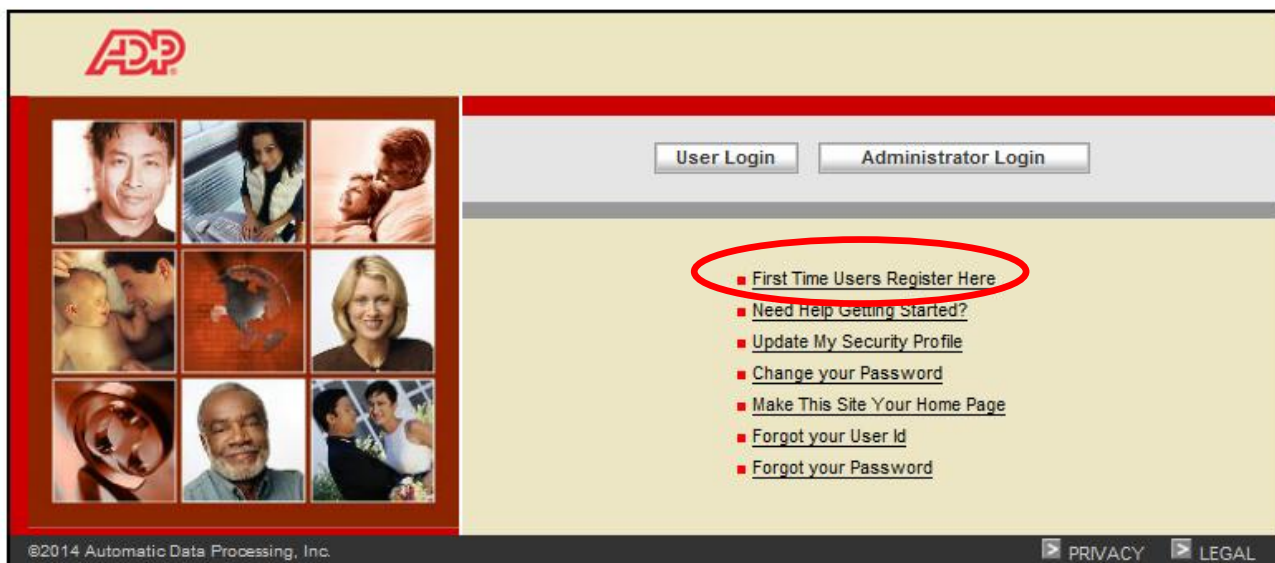 ADP
User Login
Administrator Login
First Time Users Register Here
Need Help Getting Started?
Update My Security Profile
Change your Password
Make This Site Your Home Page
Forgot your User Id
Forgot your Password
©2014 Automatic Data Processing, Inc.
PRIVACY
LEGAL